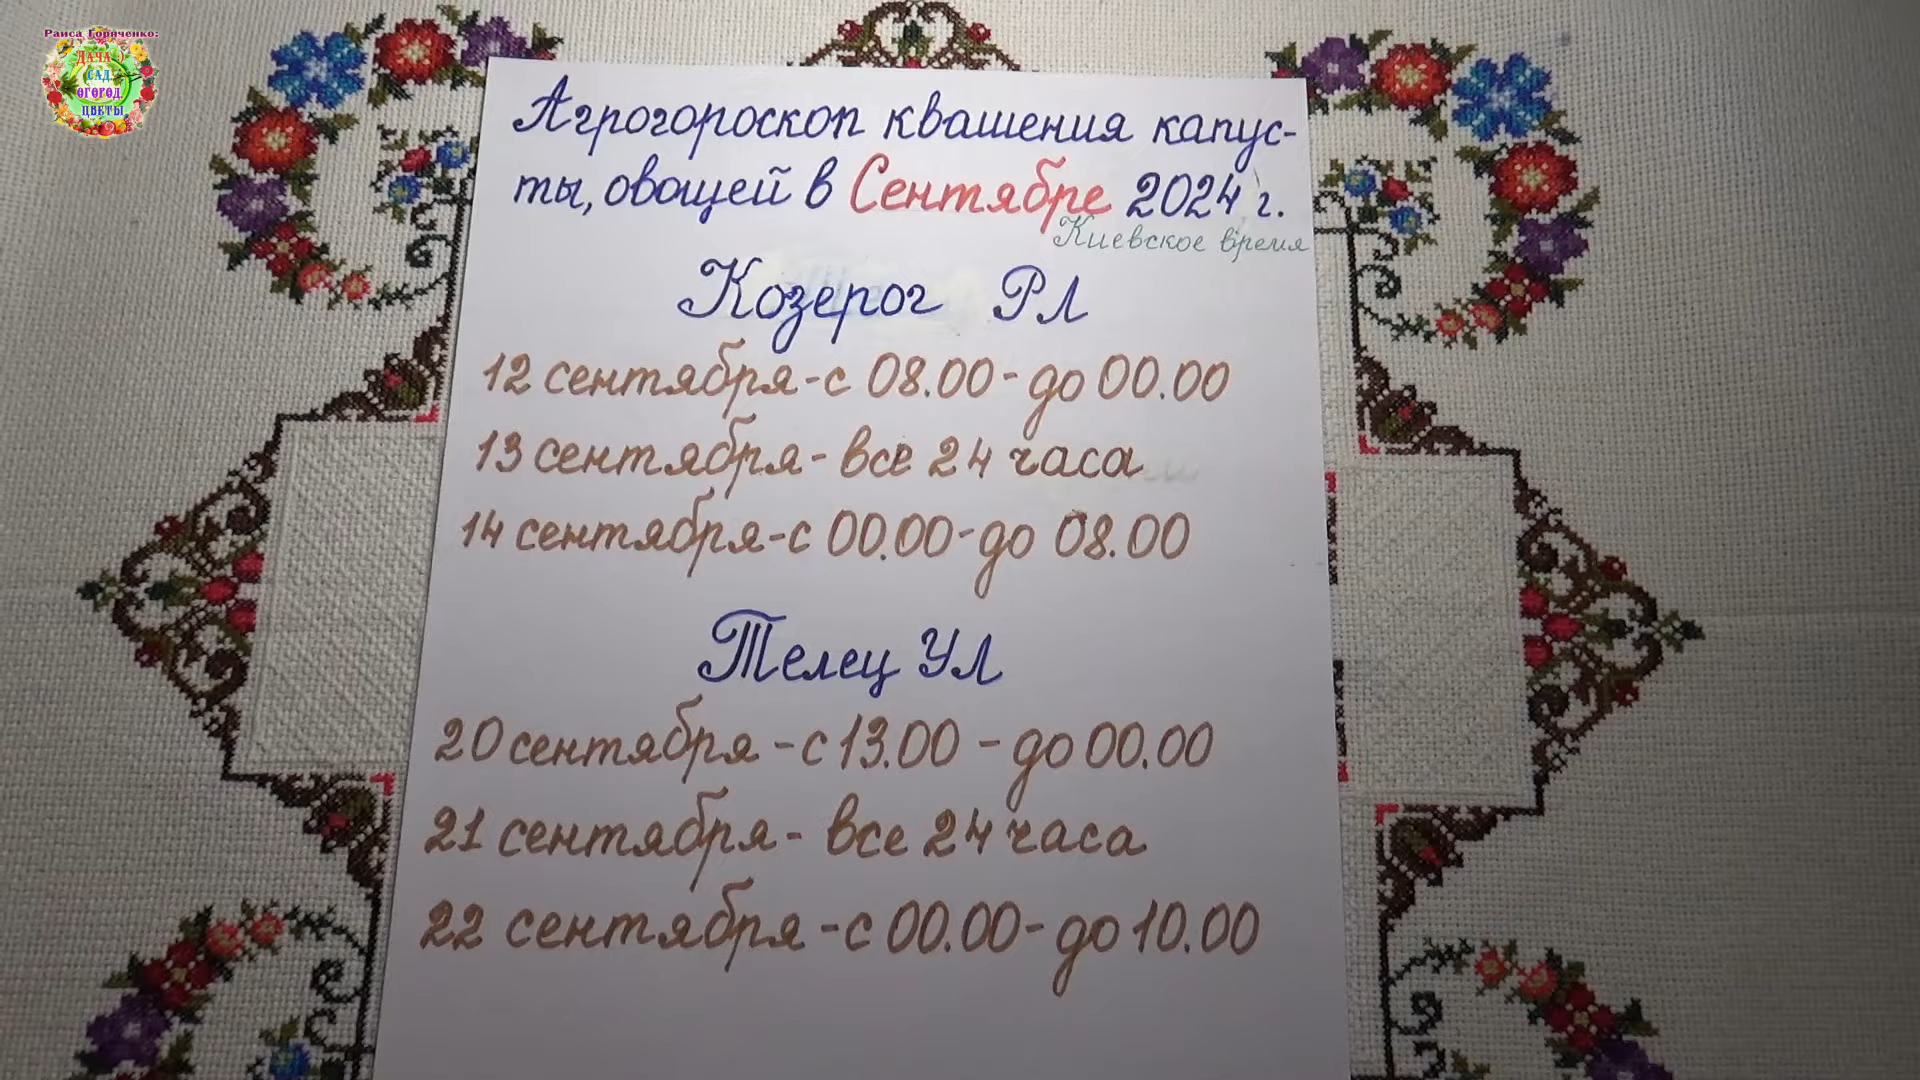 Раиса Горяченко:
ДАЧА
САД
ОГОРОД
ЦВЕТЫ
Агрогороскоп квашения капус-
ты, овощей в Сентябре 2024 г.
Киевское время
Козерог РЛ
12 сентября - с 08.00 - до 00.00
13 сентября - все 24 часа
14 сентября - с 00.00 - до 08.00
Телец УЛ
20 сентября - с 13.00 - до 00.00
21 сентября - все 24 часа
22 сентября - с 00.00 - до 10.00